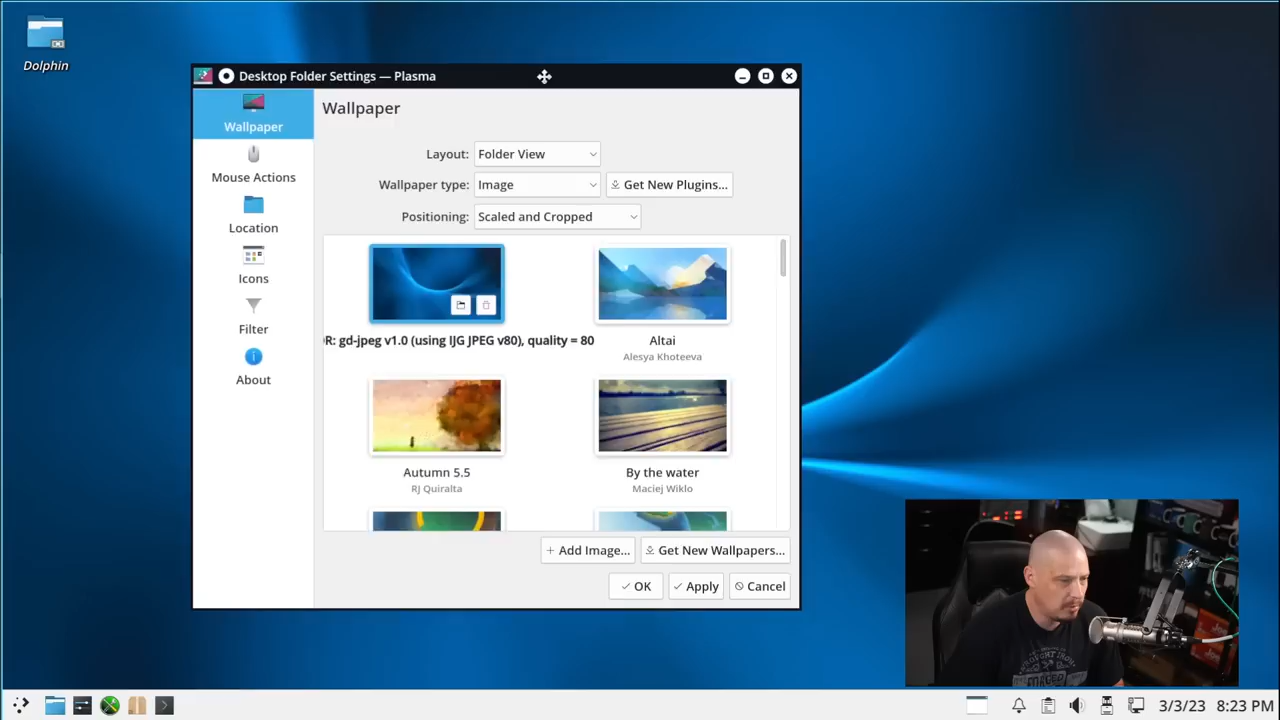 Dolphin
Desktop Folder Settings — Plasma
Wallpaper
Mouse Actions
Location
Icons
Filter
About
Wallpaper
Layout: Folder View
Wallpaper type: Image Get New Plugins...
Positioning: Scaled and Cropped
R: gd-jpeg v1.0 (using IJG JPEG v80), quality = 80
Altai
Alesya Khoteeva
Autumn 5.5
RJ Quiralta
By the water
Maciej Wiklo
+ Add Image... Get New Wallpapers...
OK Apply Cancel
3/3/23 8:23 PM